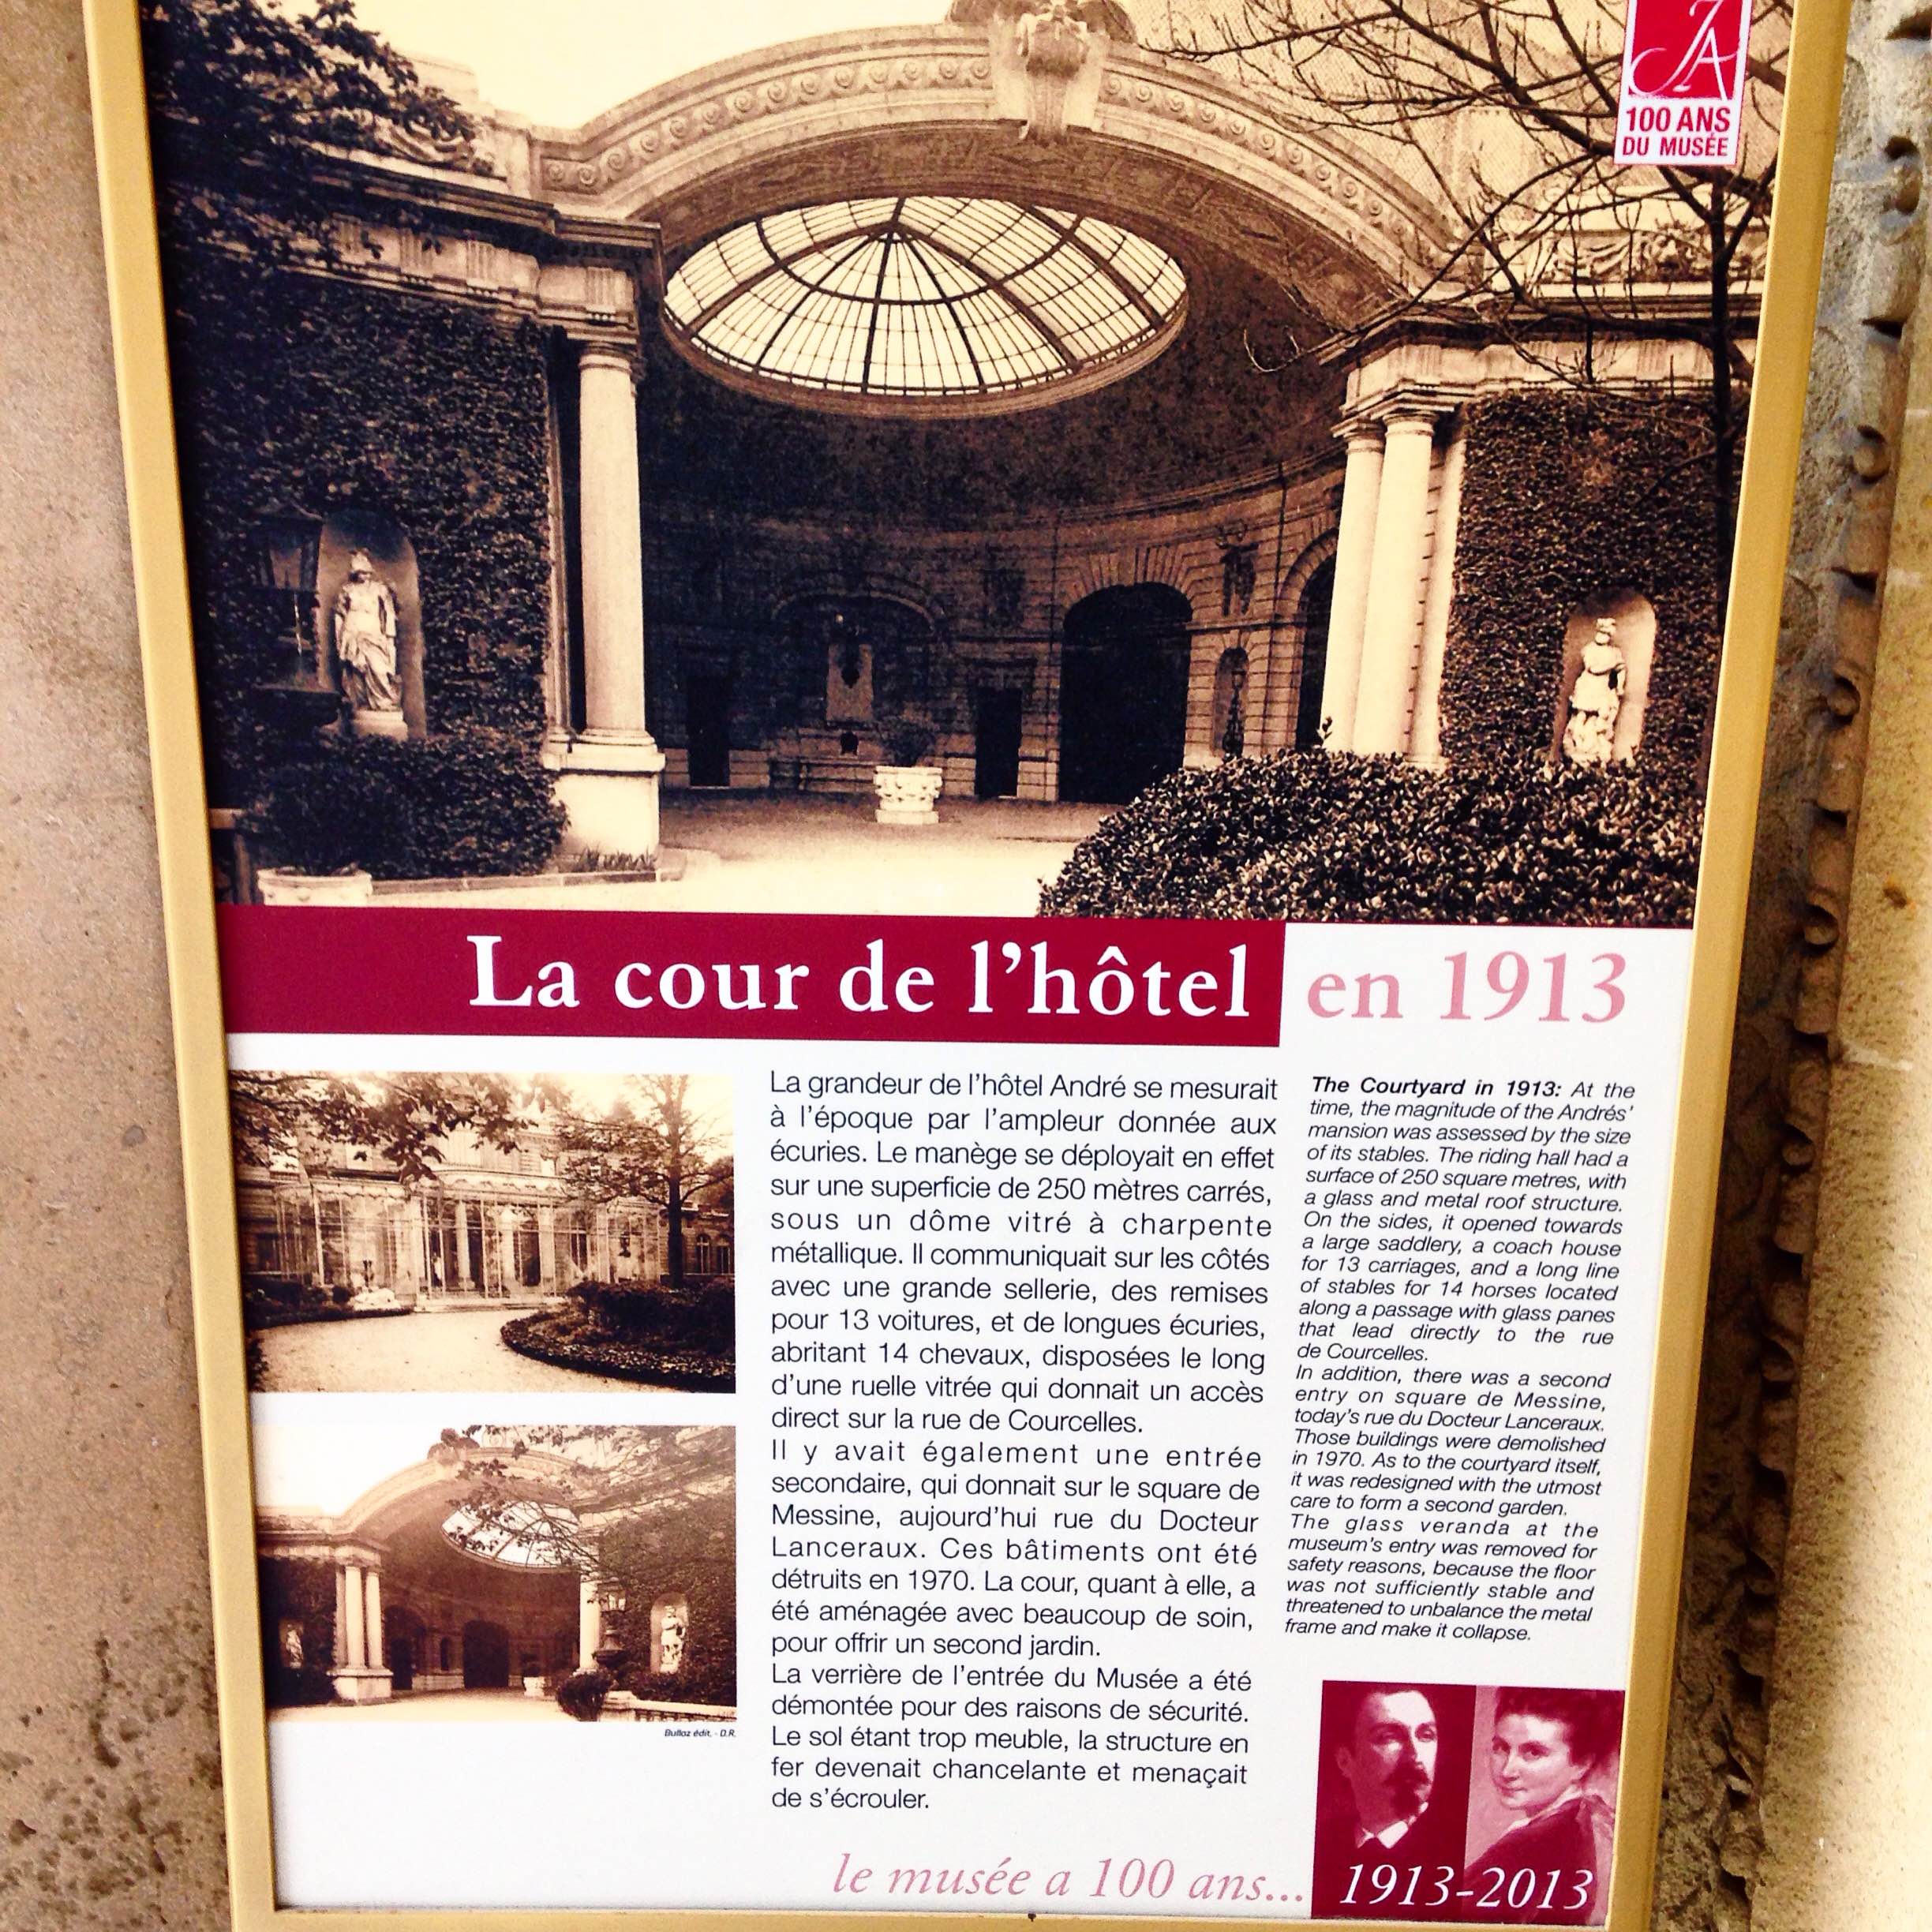 JA
100 ANS
DU MUSÉE
La cour de l'hôtel en 1913
La grandeur de l'hôtel André se mesurait
à l'époque par l'ampleur donnée aux
écuries. Le manège se déployait en effet
sur une superficie de 250 mètres carrés,
sous un dôme vitré à charpente
métallique. Il communiquait sur les côtés
avec une grande sellerie, des remises
pour 13 voitures, et de longues écuries,
abritant 14 chevaux, disposées le long
d'une ruelle vitrée qui donnait un accès
direct sur la rue de Courcelles.
Il y avait également une entrée
secondaire, qui donnait sur le square de
Messine, aujourd'hui rue du Docteur
Lanceraux. Ces bâtiments ont été
détruits en 1970. La cour, quant à elle, a
été aménagée avec beaucoup de soin,
pour offrir un second jardin.
La verrière de l'entrée du Musée a été
démontée pour des raisons de sécurité.
Le sol étant trop meuble, la structure en
fer devenait chancelante et menaçait
de s'écrouler.
The Courtyard in 1913: At the
time, the magnitude of the Andrés'
mansion was assessed by the size
of its stables. The riding hall had a
surface of 250 square metres, with
a glass and metal roof structure.
On the sides, it opened towards
a large saddlery, a coach house
for 13 carriages, and a long line
of stables for 14 horses located
along a passage with glass panes
that lead directly to the rue
de Courcelles.
In addition, there was a second
entry on square de Messine,
today's rue du Docteur Lanceraux.
Those buildings were demolished
in 1970. As to the courtyard itself,
it was redesigned with the utmost
care to form a second garden.
The glass veranda at the
museum's entry was removed for
safety reasons, because the floor
was not sufficiently stable and
threatened to unbalance the metal
frame and make it collapse.
Bulloz édit. - D.R.
le musée a 100 ans... 1913-2013